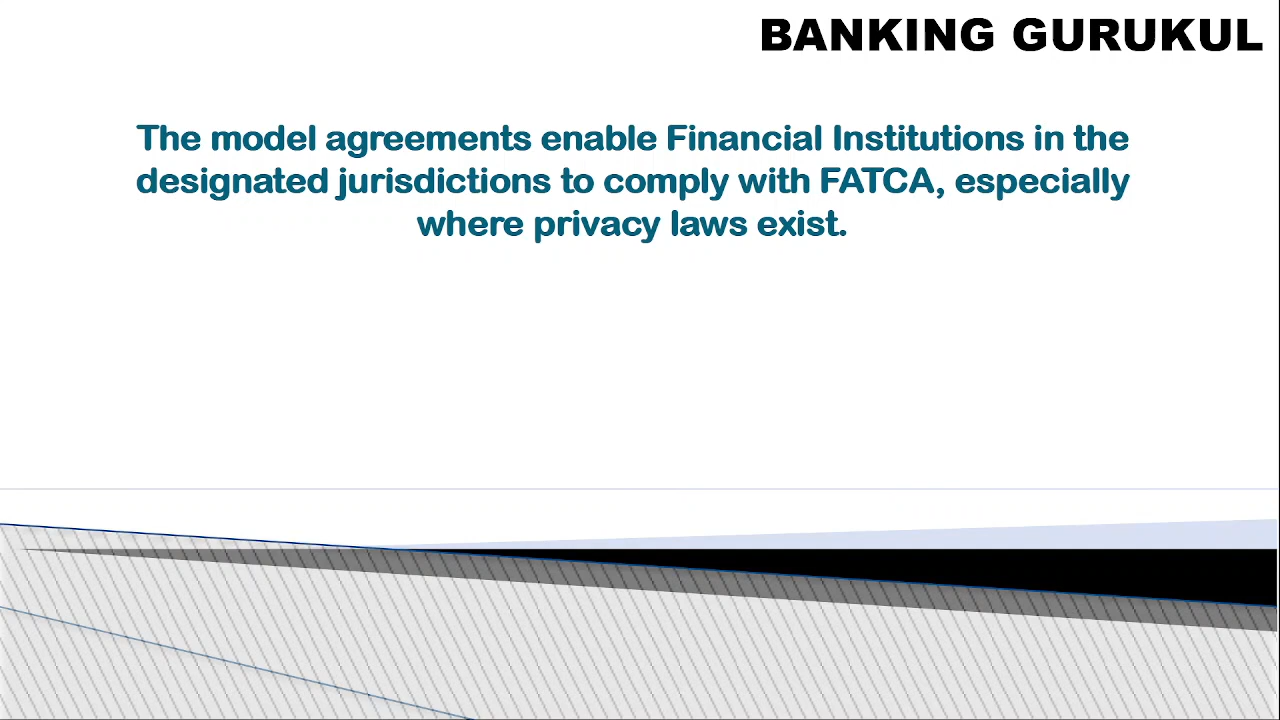 BANKING GURUKUL
The model agreements enable Financial Institutions in the
designated jurisdictions to comply with FATCA, especially
where privacy laws exist.